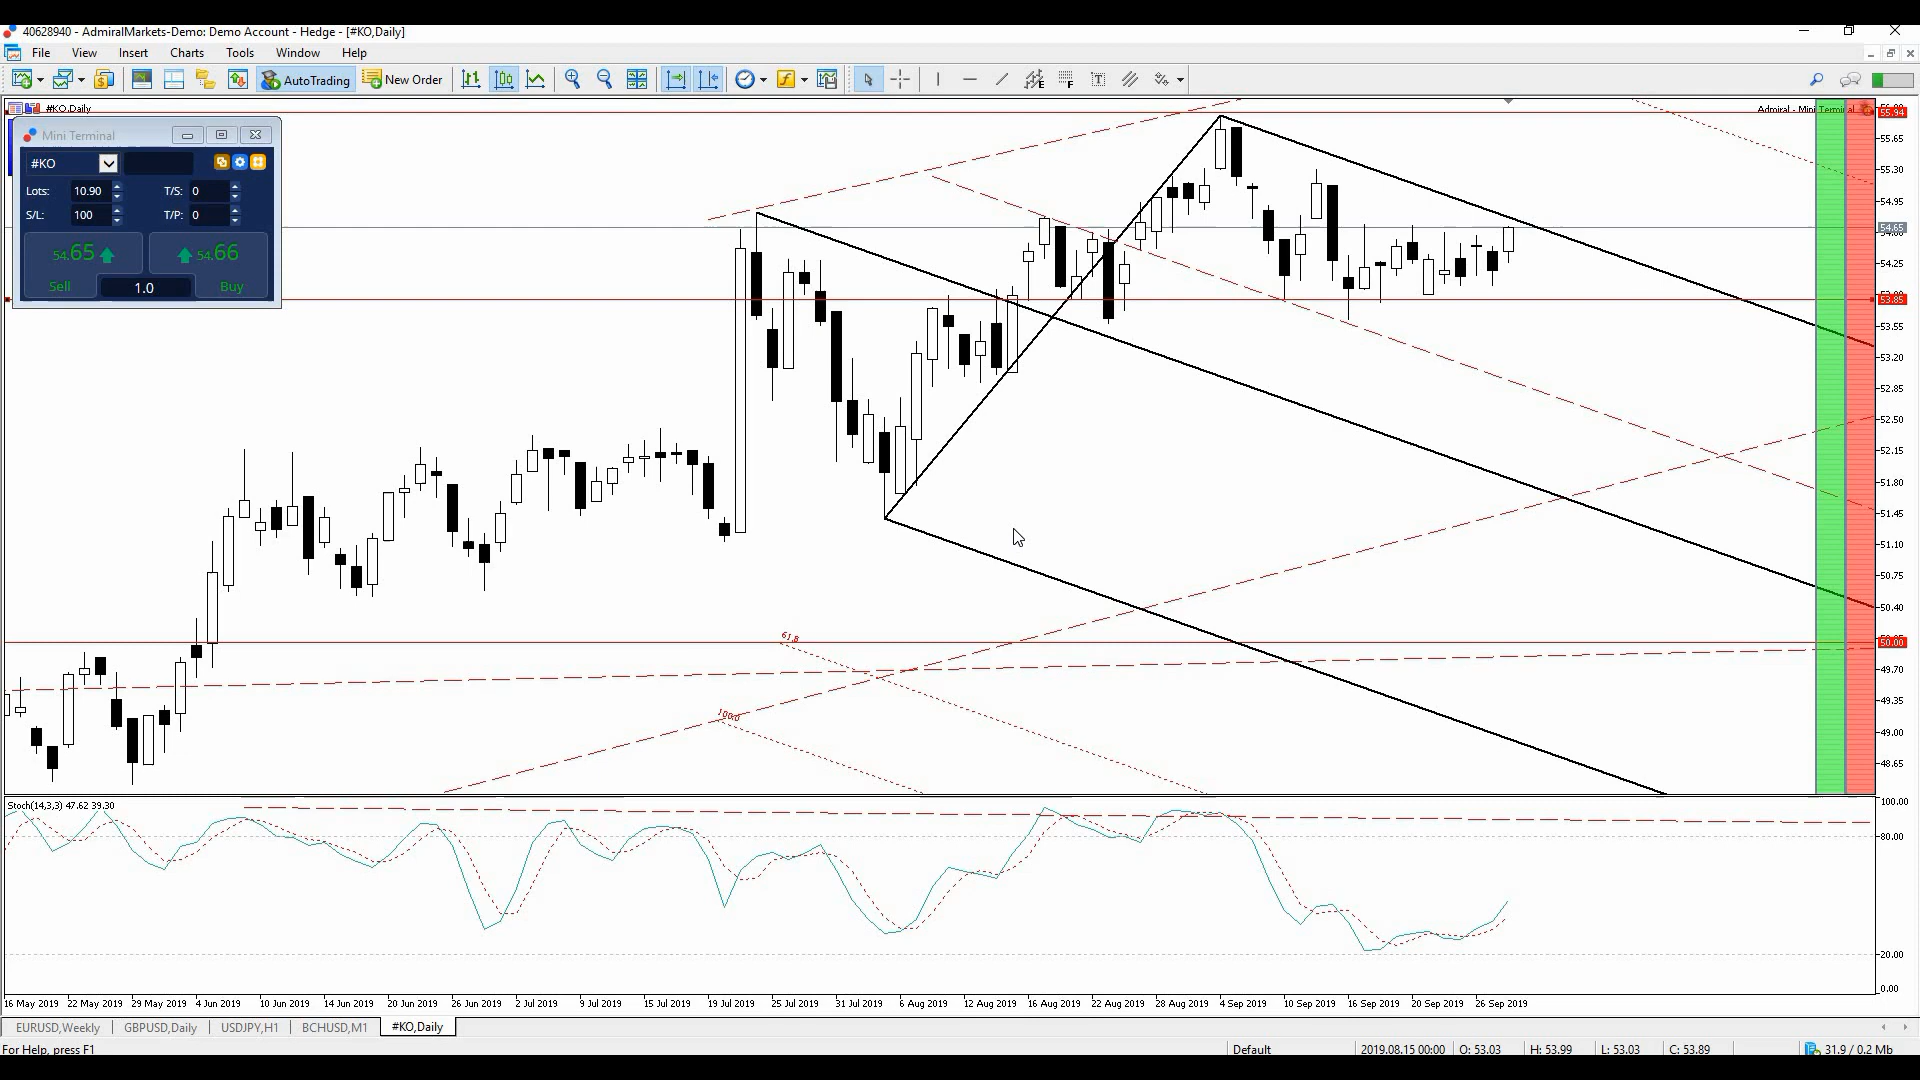 40628940 - AdmiralMarkets-Demo: Demo Account - Hedge - [#KO,Daily]
File View Insert Charts Tools Window Help
AutoTrading New Order
#KO,Daily
Admiral - Mini Terminal
Mini Terminal
#KO
Lots: 10.90 T/S: 0
S/L: 100 T/P: 0
54.65 54.66
Sell 1.0 Buy
61.8
100.0
55.94
55.65
55.30
54.95
54.65
54.25
53.85
53.55
53.20
52.85
52.50
52.15
51.80
51.45
51.10
50.75
50.40
50.00
49.70
49.35
49.00
48.65
Stoch(14,3,3) 47.62 39.30
100.00
80.00
20.00
0.00
16 May 2019 22 May 2019 29 May 2019 4 Jun 2019 10 Jun 2019 14 Jun 2019 20 Jun 2019 26 Jun 2019 2 Jul 2019 9 Jul 2019 15 Jul 2019 19 Jul 2019 25 Jul 2019 31 Jul 2019 6 Aug 2019 12 Aug 2019 16 Aug 2019 22 Aug 2019 28 Aug 2019 4 Sep 2019 10 Sep 2019 16 Sep 2019 20 Sep 2019 26 Sep 2019
EURUSD,Weekly GBPUSD,Daily USDJPY,H1 BCHUSD,M1 #KO,Daily
For Help, press F1 Default 2019.08.15 00:00 O: 53.03 H: 53.99 L: 53.03 C: 53.89 31.9 / 0.2 Mb